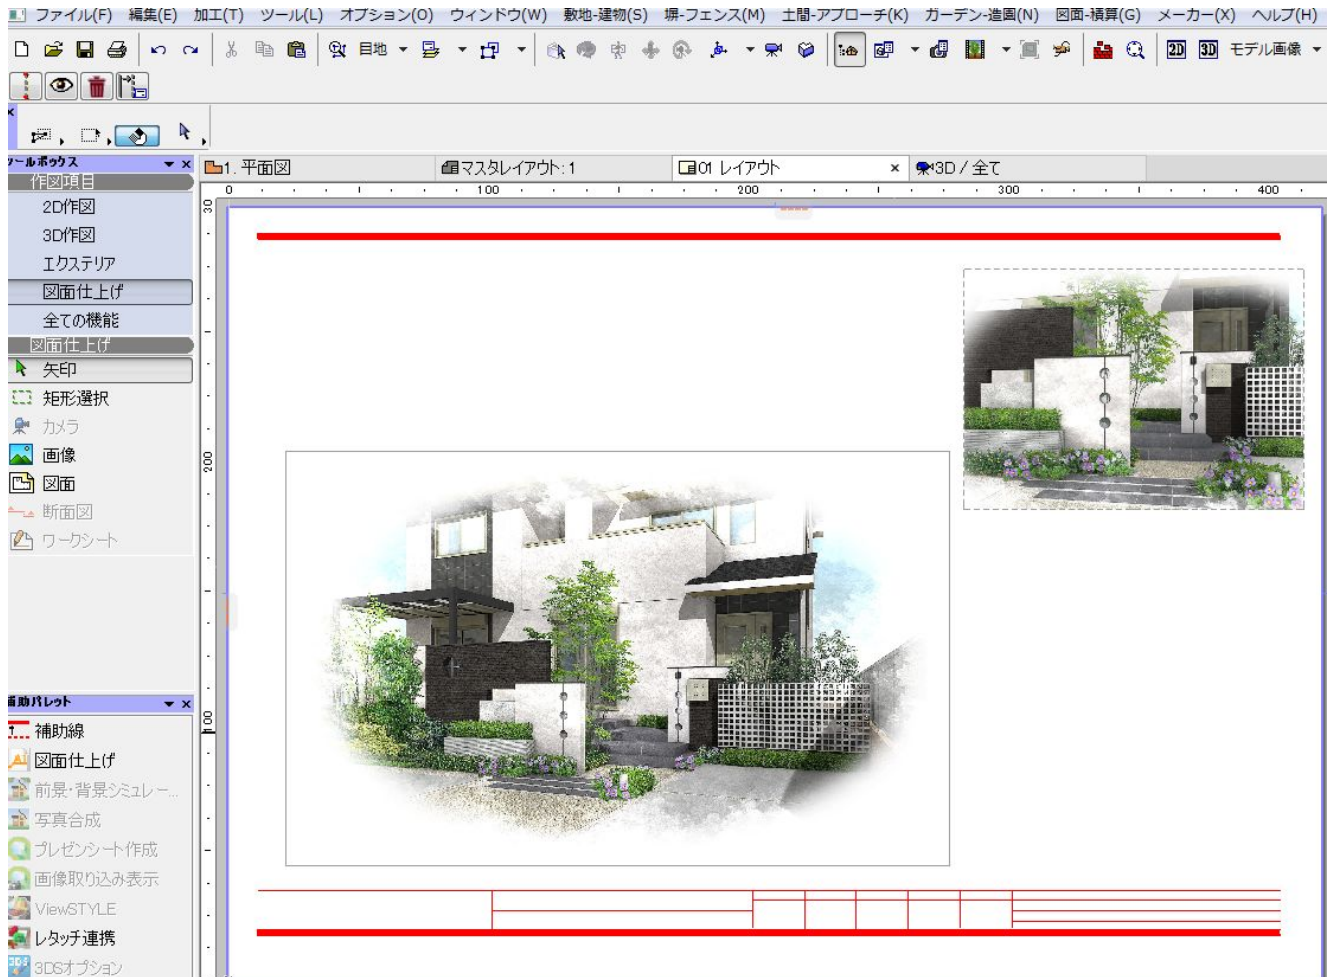 ファイル(F) 編集(E) 加工(T) ツール(L) オプション(O) ウィンドウ(W) 敷地-建物(S) 塀-フェンス(M) 土間-アプローチ(K) ガーデン-造園(N) 図面-積算(G) メーカー(X) ヘルプ(H)
目地 2D 3D モデル画像
ツールボックス
1. 平面図 マスタレイアウト: 1 01 レイアウト × 3D / 全て
作図項目
0 100 200 300 400
2D作図
3D作図
エクステリア
図面仕上げ
全ての機能
図面仕上げ
矢印
矩形選択
カメラ
画像
図面
断面図
ワークシート
30
200
100
補助パレット
補助線
図面仕上げ
前景・背景シミュレー...
写真合成
プレゼンシート作成
画像取り込み表示
ViewSTYLE
レタッチ連携
3DSオプション